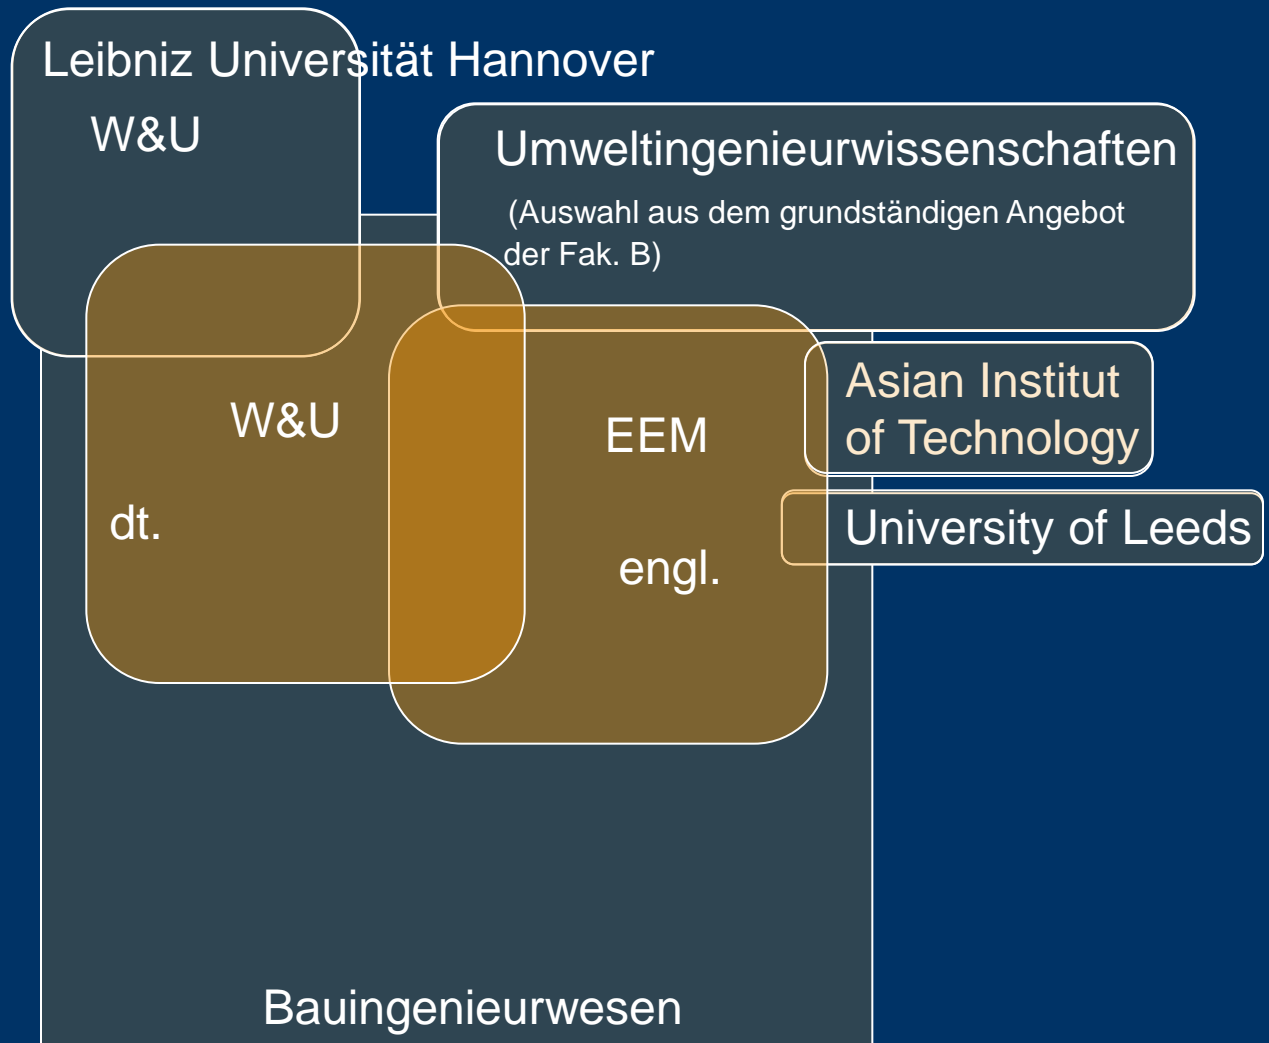 Leibniz Universität Hannover
W&U
Umweltingenieurwissenschaften
(Auswahl aus dem grundständigen Angebot
der Fak. B)
Asian Institut
of Technology
W&U
EEM
dt.
University of Leeds
engl.
Bauingenieurwesen